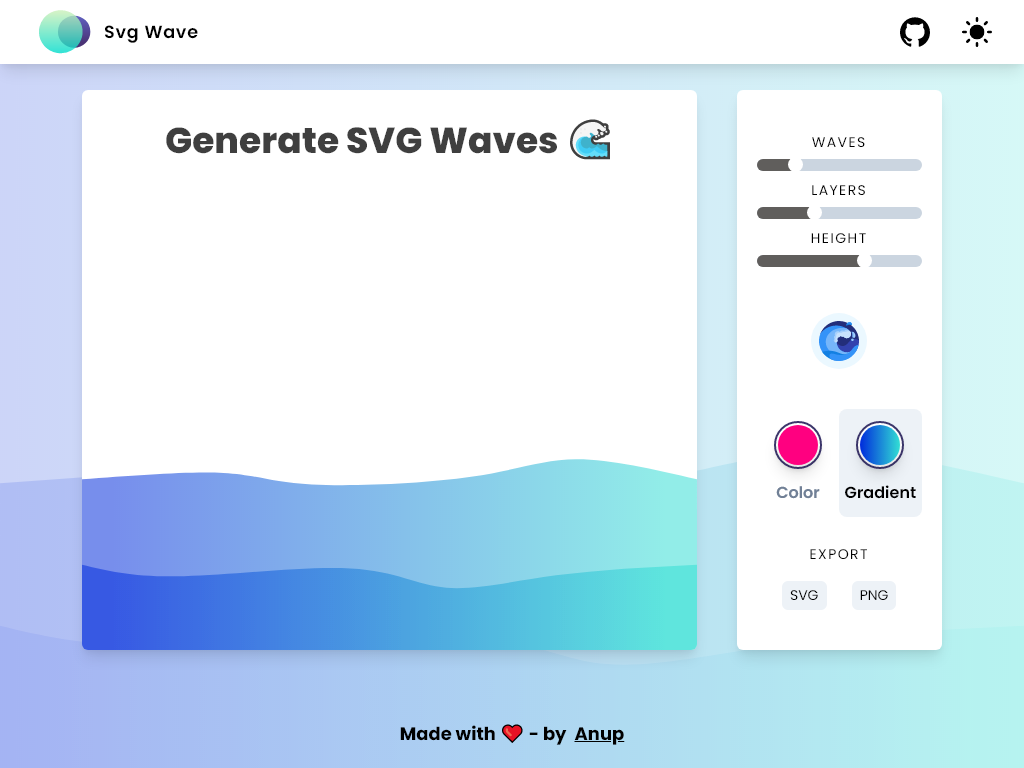 Svg Wave
Generate SVG Waves
WAVES
LAYERS
HEIGHT
Color
Gradient
EXPORT
SVG
PNG
Made with ❤️ - by Anup